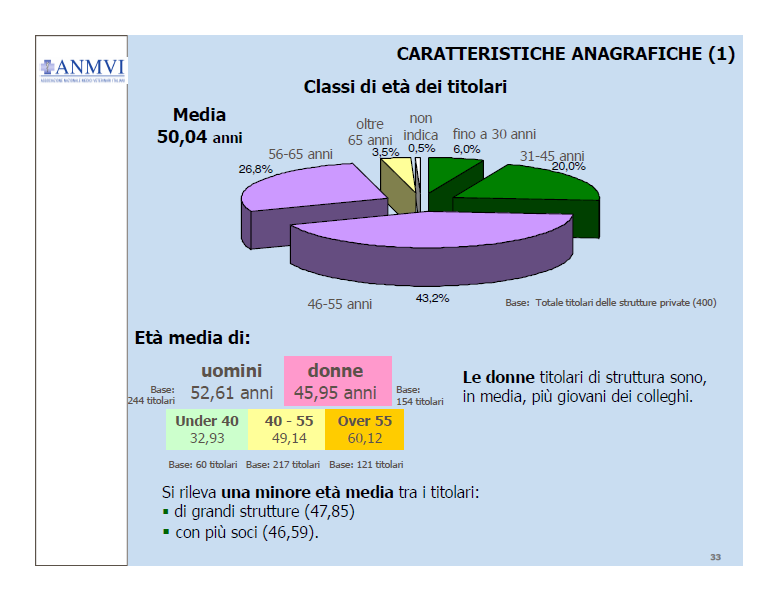 ANMVI
ASSOCIAZIONE NAZIONALE MEDICI VETERINARI ITALIANI
CARATTERISTICHE ANAGRAFICHE (1)
Classi di età dei titolari
Media
50,04 anni
56-65 anni
26,8%
oltre
65 anni
3,5%
non
indica
0,5%
fino a 30 anni
6,0%
31-45 anni
20,0%
46-55 anni
43,2%
Base: Totale titolari delle strutture private (400)
Età media di:
uomini
52,61 anni
Base:
244 titolari
donne
45,95 anni
Base:
154 titolari
Le donne titolari di struttura sono,
in media, più giovani dei colleghi.
Under 40
32,93
40 - 55
49,14
Over 55
60,12
Base: 60 titolari
Base: 217 titolari
Base: 121 titolari
Si rileva una minore età media tra i titolari:
▪ di grandi strutture (47,85)
▪ con più soci (46,59).
33